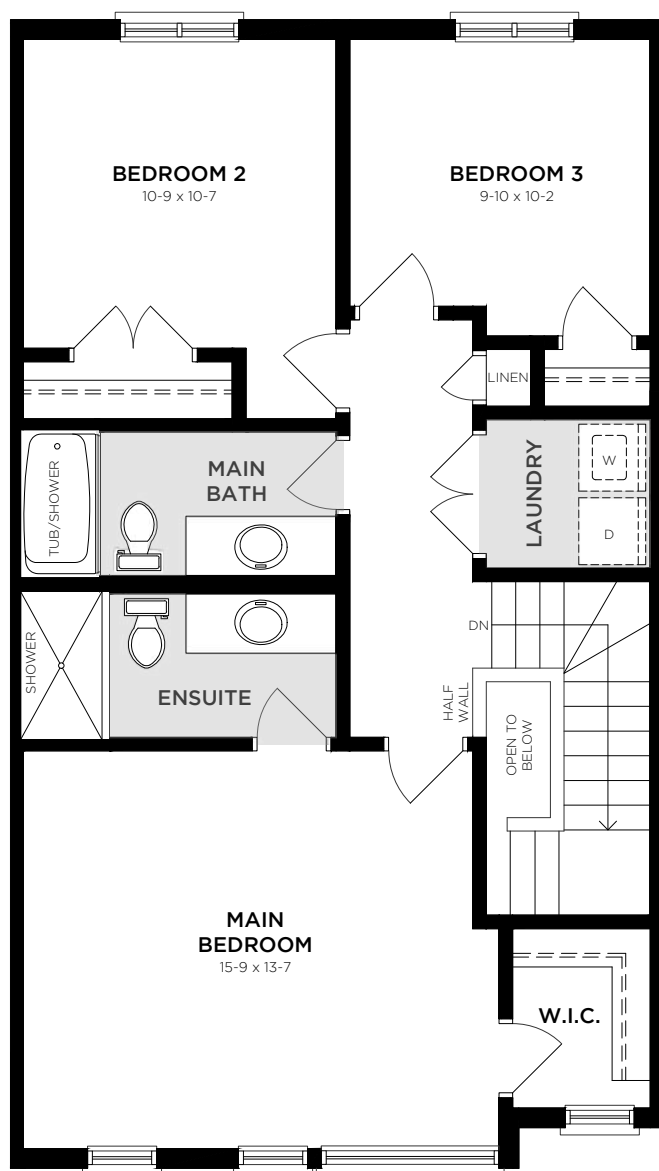 BEDROOM 2
10-9 x 10-7
BEDROOM 3
9-10 x 10-2
LINEN
TUB/SHOWER
MAIN
BATH
LAUNDRY
W
D
SHOWER
ENSUITE
DN
HALF
WALL
OPEN TO
BELOW
MAIN
BEDROOM
15-9 x 13-7
W.I.C.